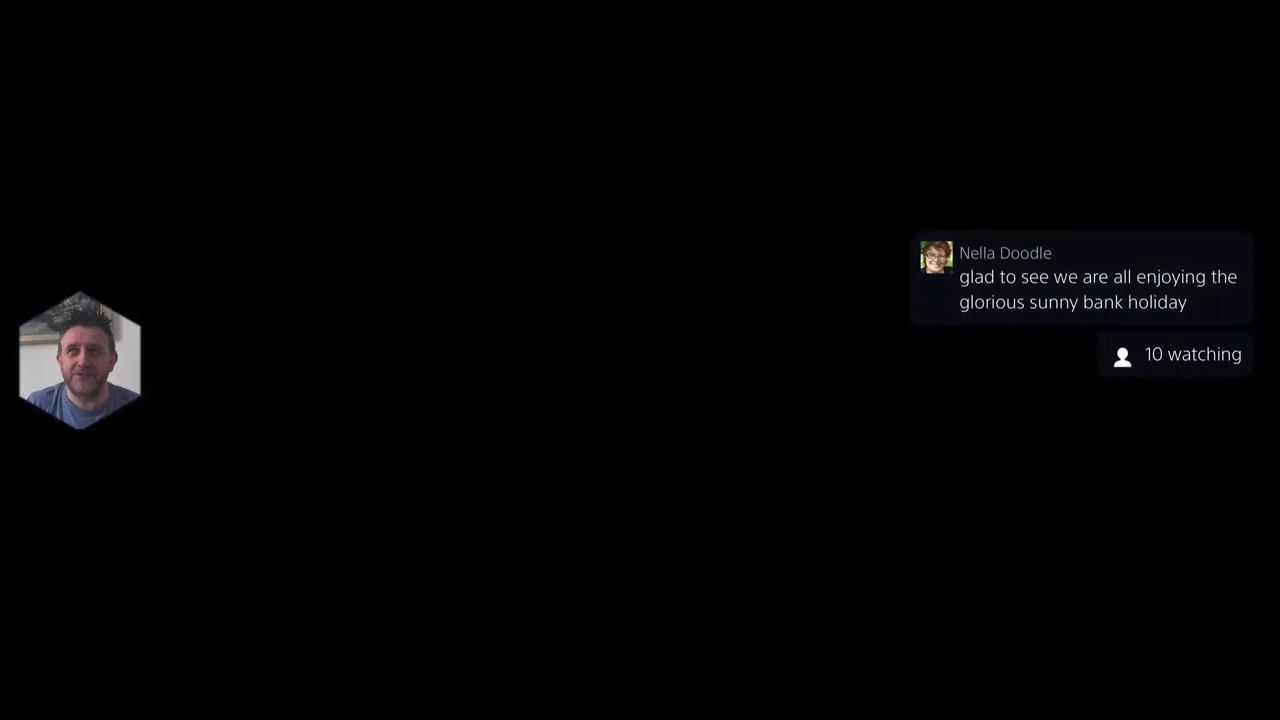 Nella Doodle
glad to see we are all enjoying the
glorious sunny bank holiday
10 watching